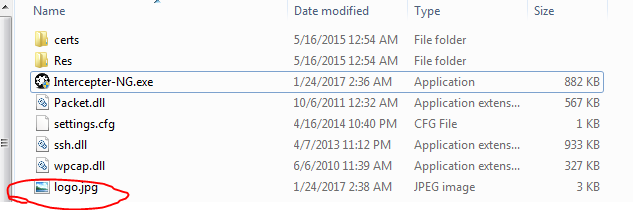 Name Date modified Type Size
certs 5/16/2015 12:54 AM File folder
Res 5/16/2015 12:54 AM File folder
Intercepter-NG.exe 1/24/2017 2:36 AM Application 882 KB
Packet.dll 10/6/2011 12:32 AM Application extens... 567 KB
settings.cfg 4/16/2014 10:40 PM CFG File 1 KB
ssh.dll 4/7/2013 11:12 PM Application extens... 933 KB
wpcap.dll 6/6/2010 11:39 AM Application extens... 327 KB
logo.jpg 1/24/2017 2:38 AM JPEG image 3 KB